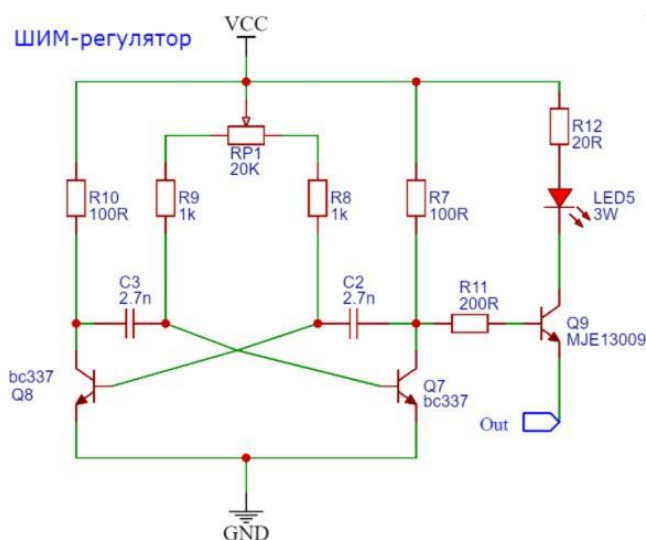 ШИМ-регулятор
VCC
RP1
20K
R12
20R
R10
100R
R9
1k
R8
1k
R7
100R
LED5
3W
C3
2.7n
C2
2.7n
R11
200R
Q9
MJE13009
bc337
Q8
Q7
bc337
Out
GND